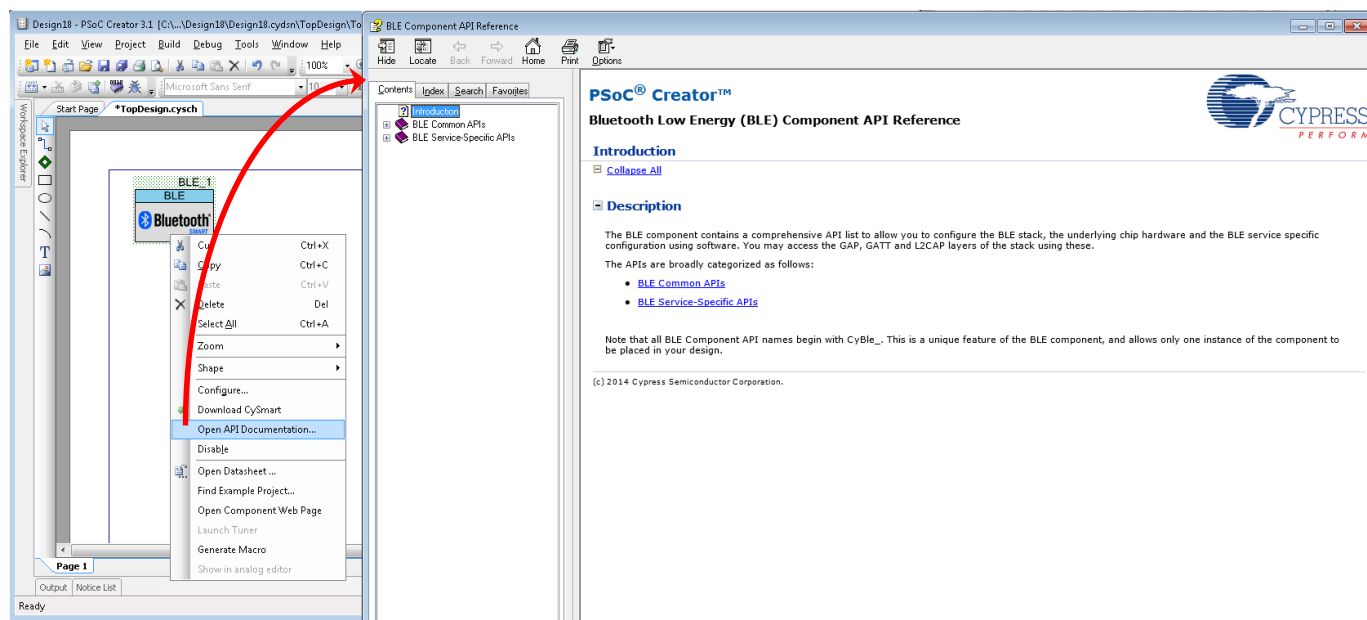 Design18 - PSoC Creator 3.1 [C:\...\Design18\Design18.cydsn\TopDesign\To
File Edit View Project Build Debug Tools Window Help
100%
Microsoft Sans Serif 10
Start Page *TopDesign.cysch
Workspace Explorer
BLE_1
BLE
Bluetooth
SMART
Cut Ctrl+X
Copy Ctrl+C
Paste Ctrl+V
Delete Del
Select All Ctrl+A
Zoom
Shape
Configure...
Download CySmart
Open API Documentation...
Disable
Open Datasheet ...
Find Example Project...
Open Component Web Page
Launch Tuner
Generate Macro
Show in analog editor
Page 1
Output Notice List
Ready
BLE Component API Reference
Hide Locate Back Forward Home Print Options
Contents Index Search Favorites
Introduction
BLE Common APIs
BLE Service-Specific APIs
PSoC® Creator™
Bluetooth Low Energy (BLE) Component API Reference
CYPRESS
PERFORM
Introduction
Collapse All
Description
The BLE component contains a comprehensive API list to allow you to configure the BLE stack, the underlying chip hardware and the BLE service specific
configuration using software. You may access the GAP, GATT and L2CAP layers of the stack using these.
The APIs are broadly categorized as follows:
BLE Common APIs
BLE Service-Specific APIs
Note that all BLE Component API names begin with CyBle_. This is a unique feature of the BLE component, and allows only one instance of the component to
be placed in your design.
(c) 2014 Cypress Semiconductor Corporation.